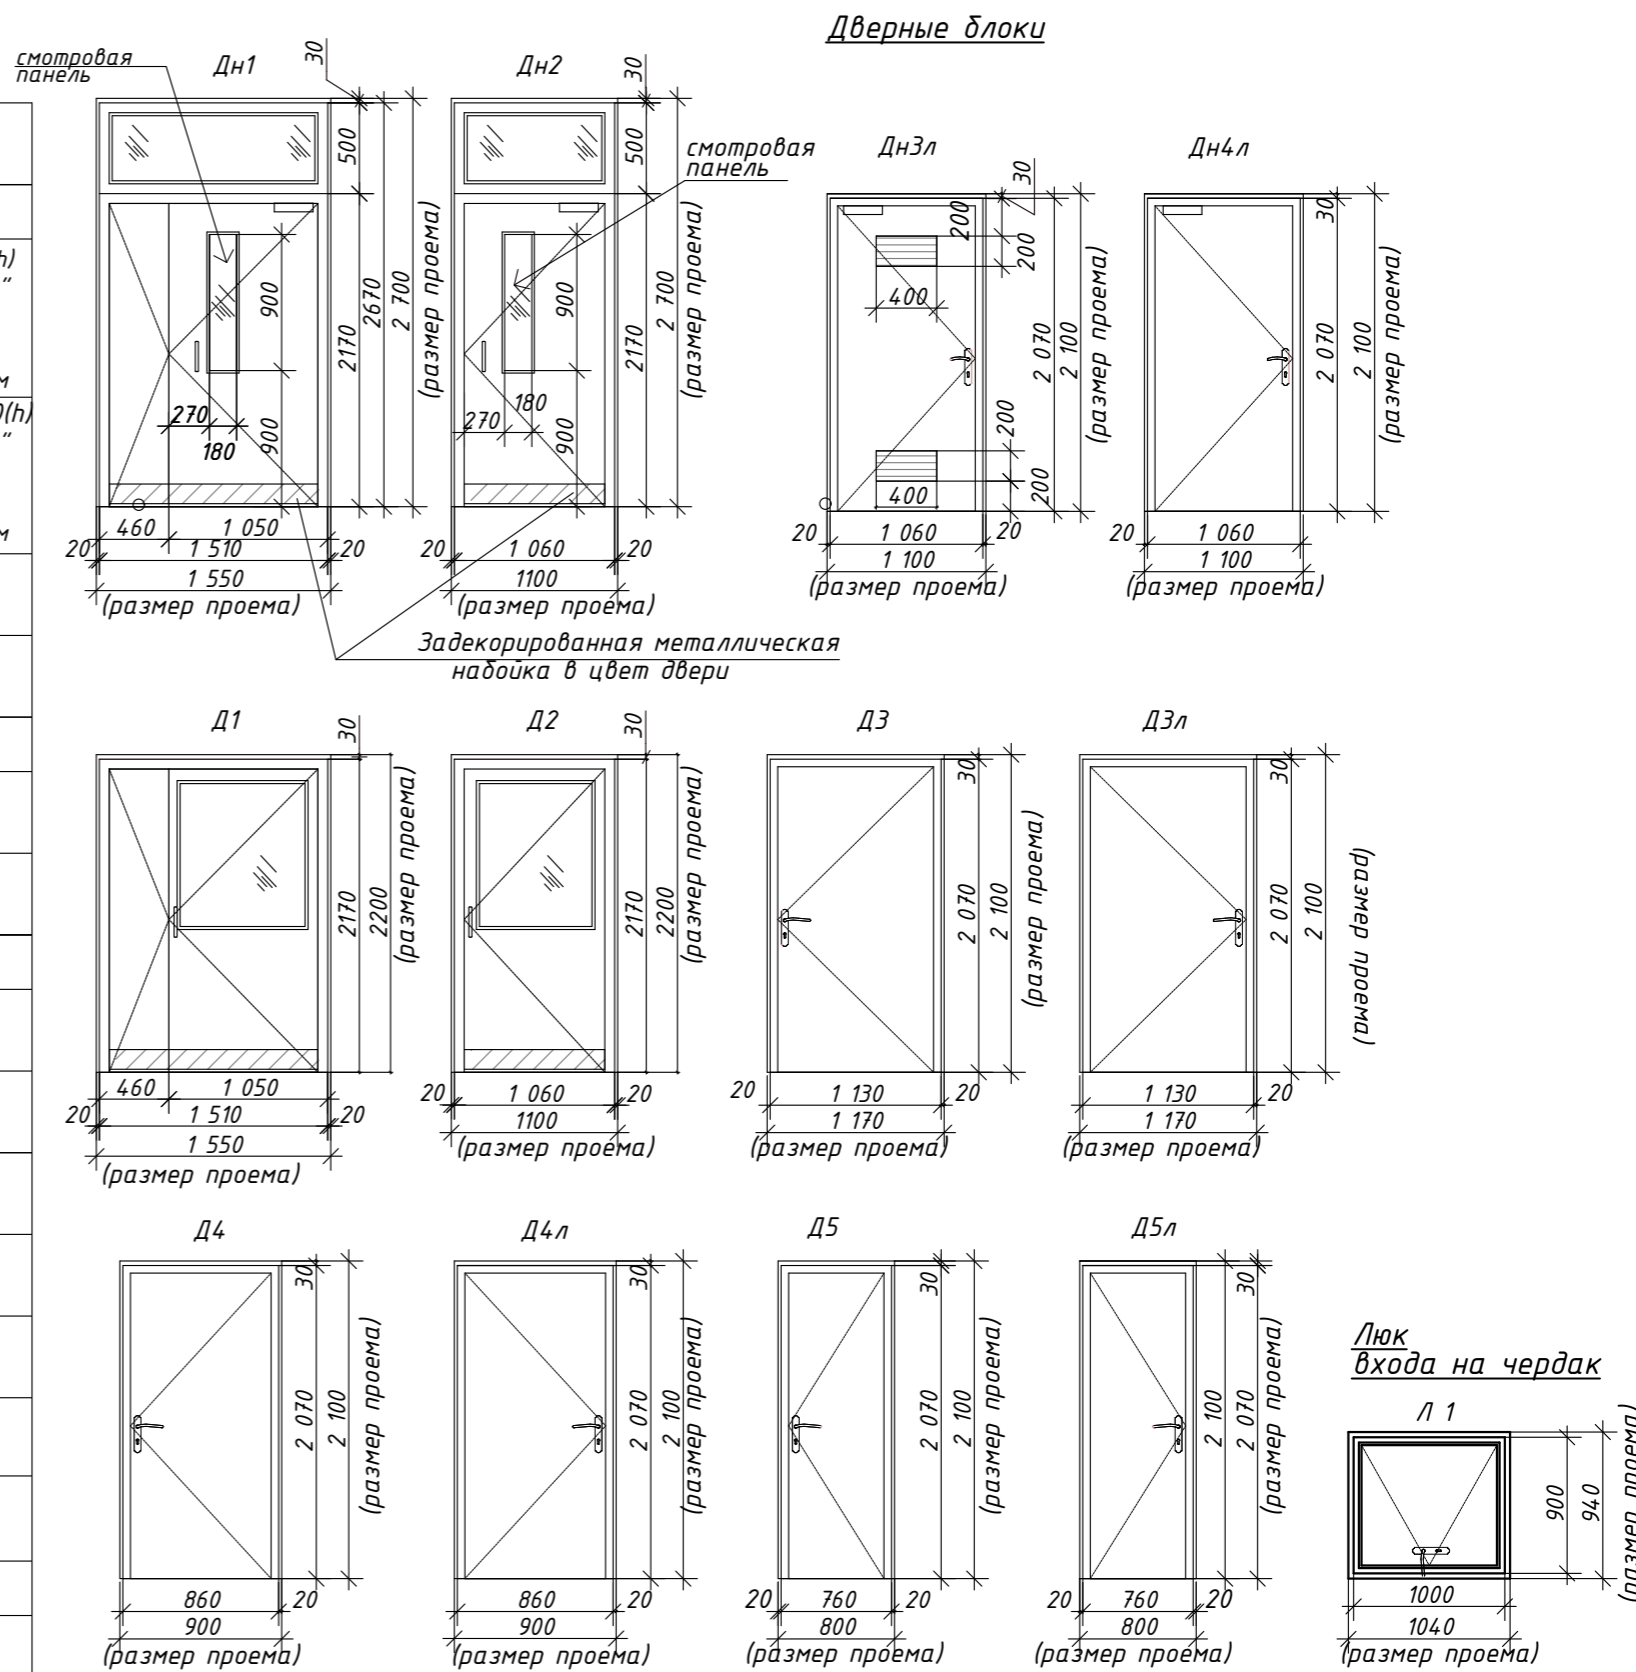 Дверные блоки
смотровая
панель
Дн1
30
500
2170
2670
2 700
(размер проема)
900
900
270
180
460
1 050
20
1 510
20
1 550
(размер проема)
Дн2
30
500
2170
2 700
(размер проема)
смотровая
панель
900
900
270
180
20
1 060
20
1100
(размер проема)
Задекорированная металлическая
набойка в цвет двери
Дн3л
30
200
200
400
2 070
2 100
(размер проема)
200
200
400
20
1 060
20
1 100
(размер проема)
Дн4л
30
2 070
2 100
(размер проема)
20
1 060
1 100
(размер проема)
h)
"
м
(h)
"
м
Д1
30
2170
2200
(размер проема)
460
1 050
20
1 510
20
1 550
(размер проема)
Д2
30
2170
2200
(размер проема)
20
1 060
20
1100
(размер проема)
Д3
30
2 070
2 100
(размер проема)
20
1 130
20
1 170
(размер проема)
Д3л
30
2 070
2 100
(размер проема)
1 130
20
1 170
(размер проема)
Д4
30
2 070
2 100
(размер проема)
860
20
900
(размер проема)
Д4л
30
2 070
2 100
(размер проема)
860
20
900
(размер проема)
Д5
30
2 070
2 100
(размер проема)
20
760
20
800
(размер проема)
Д5л
30
2 100
2 070
(размер проема)
20
760
20
800
(размер проема)
Люк
входа на чердак
Л 1
900
940
(размер проема)
1000
1040
(размер проема)